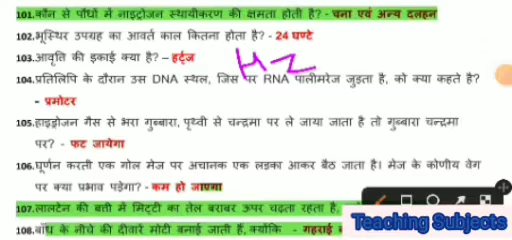 101.कौन से पौधों में नाइट्रोजन स्थायीकरण की क्षमता होती है? - चना एवं अन्य दलहन
102.भूस्थिर उपग्रह का आवर्त काल कितना होता है? - 24 घण्टे
103.आवृति की इकाई क्या है? – हर्ट्ज
HZ
104.प्रतिलिपि के दौरान उस DNA स्थल, जिस पर RNA पालीमरेज जुड़ता है, को क्या कहते है?
- प्रमोटर
105.हाइड्रोजन गैस से भरा गुब्बारा, पृथ्वी से चन्द्रमा पर ले जाया जाता है तो गुब्बारा चन्द्रमा
पर? - फट जायेगा
106.घूर्णन करती एक गोल मेज पर अचानक एक लड़का आकर बैठ जाता है। मेज के कोणीय वेग
पर क्या प्रभाव पड़ेगा? - कम हो जाएगा
107.लालटेन की बत्ती में मिट्टी का तेल बराबर ऊपर चढ़ता रहता है,
108.बाँध के नीचे की दीवारें मोटी बनाई जाती हैं, क्योंकि - गहराई
Teaching Subjects